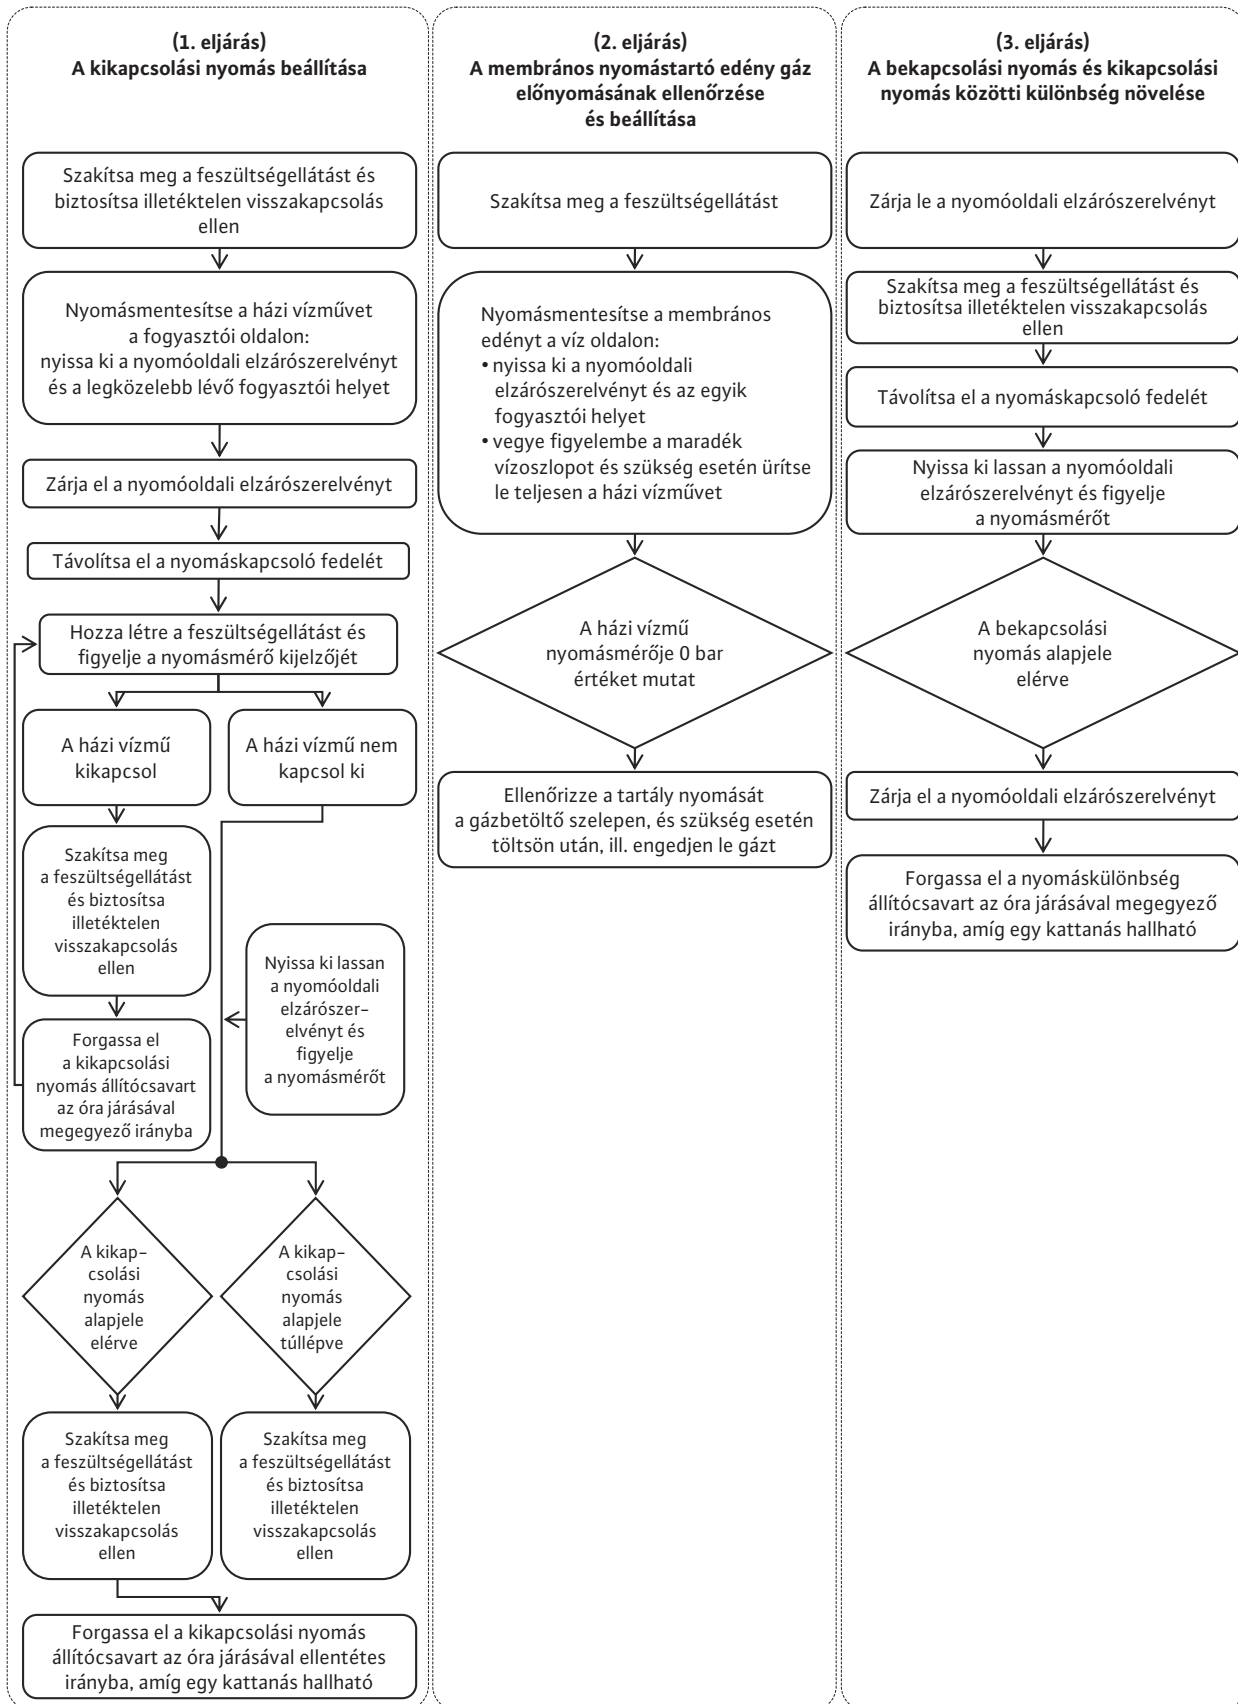 (1. eljárás)
A kikapcsolási nyomás beállítása
Szakítsa meg a feszültségellátást és
biztosítsa illetéktelen visszakapcsolás
ellen
Nyomásmentesítse a házi vízművet
a fogyasztói oldalon:
nyissa ki a nyomóoldali elzárószerelvényt
és a legközelebb lévő fogyasztói helyet
Zárja el a nyomóoldali elzárószerelvényt
Távolítsa el a nyomáskapcsoló fedelét
Hozza létre a feszültségellátást és
figyelje a nyomásmérő kijelzőjét
A házi vízmű
kikapcsol
A házi vízmű nem
kapcsol ki
Szakítsa meg
a feszültségellátást
és biztosítsa
illetéktelen
visszakapcsolás
ellen
Nyissa ki lassan
a nyomóoldali
elzárószer-
elvényt és
figyelje
a nyomásmérőt
Forgassa el
a kikapcsolási
nyomás állítócsavart
az óra járásával
megegyező irányba
A kikap-
csolási
nyomás
alapjele
elérve
A kikap-
csolási
nyomás
alapjele
túllépve
Szakítsa meg
a feszültségellátást
és biztosítsa
illetéktelen
visszakapcsolás
ellen
Szakítsa meg
a feszültségellátást
és biztosítsa
illetéktelen
visszakapcsolás
ellen
Forgassa el a kikapcsolási nyomás
állítócsavart az óra járásával ellentétes
irányba, amíg egy kattanás hallható
(2. eljárás)
A membrános nyomástartó edény gáz
előnyomásának ellenőrzése
és beállítása
Szakítsa meg a feszültségellátást
Nyomásmentesítse a membrános
edényt a víz oldalon:
• nyissa ki a nyomóoldali
elzárószerelvényt és az egyik
fogyasztói helyet
• vegye figyelembe a maradék
vízoszlopot és szükség esetén ürítse
le teljesen a házi vízművet
A házi vízmű
nyomásmérője 0 bar
értéket mutat
Ellenőrizze a tartály nyomását
a gázbetöltő szelepen, és szükség esetén
töltsön után, ill. engedjen le gázt
(3. eljárás)
A bekapcsolási nyomás és kikapcsolási
nyomás közötti különbség növelése
Zárja le a nyomóoldali elzárószerelvényt
Szakítsa meg a feszültségellátást és
biztosítsa illetéktelen visszakapcsolás
ellen
Távolítsa el a nyomáskapcsoló fedelét
Nyissa ki lassan a nyomóoldali
elzárószerelvényt és figyelje
a nyomásmérőt
A bekapcsolási
nyomás alapjele
elérve
Zárja el a nyomóoldali elzárószerelvényt
Forgassa el a nyomáskülönbség
állítócsavart az óra járásával megegyező
irányba, amíg egy kattanás hallható